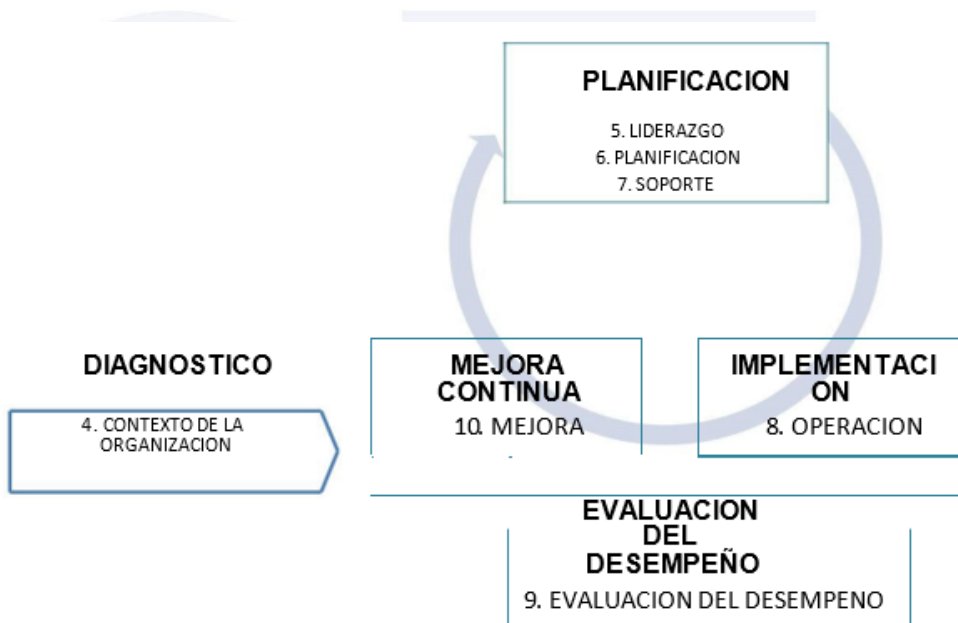 PLANIFICACION
5. LIDERAZGO
6. PLANIFICACION
7. SOPORTE
DIAGNOSTICO
4. CONTEXTO DE LA
ORGANIZACION
MEJORA
CONTINUA
10. MEJORA
IMPLEMENTACI
ON
8. OPERACION
EVALUACION
DEL
DESEMPEÑO
9. EVALUACION DEL DESEMPENO